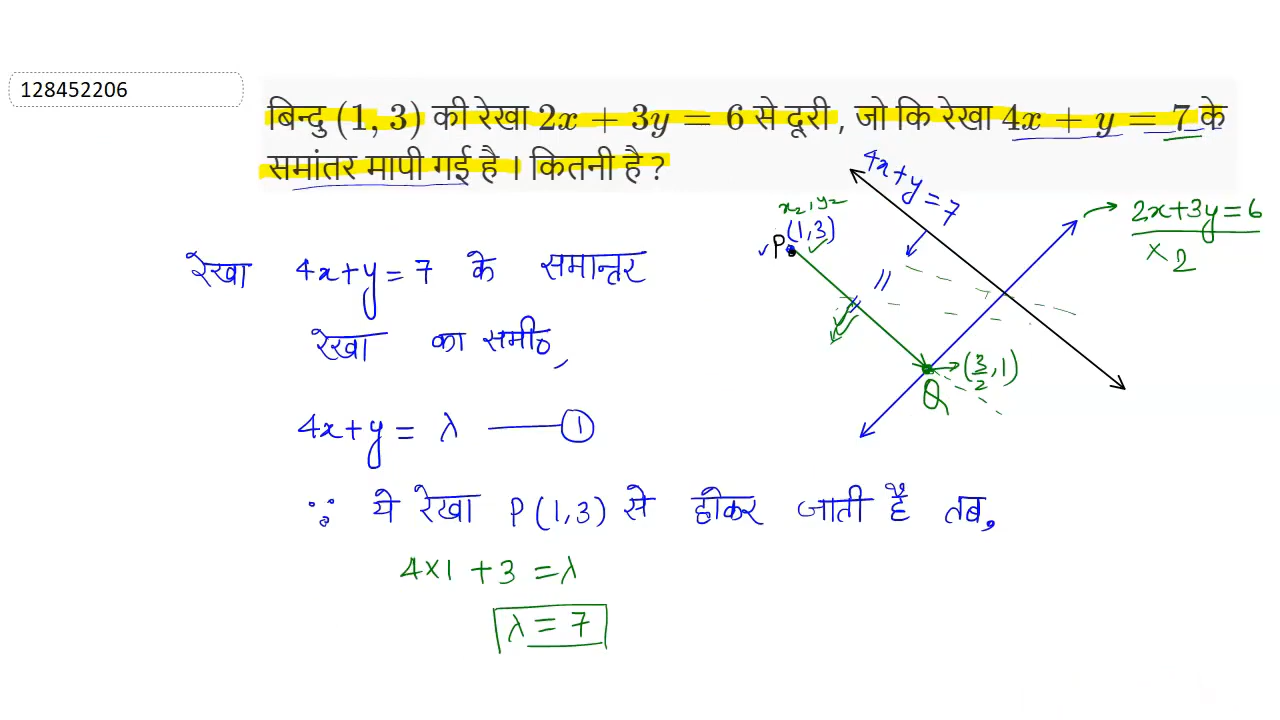 128452206
बिन्दु (1, 3) की रेखा 2x + 3y = 6 से दूरी , जो कि रेखा 4x + y = 7 के
समांतर मापी गई है । कितनी है ?
4x+y=7
x₂, y₂
(1,3)
P
2x+3y=6
×2
(3/2, 1)
Q
रेखा 4x+y=7 के समान्तर
रेखा का समी०,
4x+y= λ ——— ①
∵ ये रेखा P(1,3) से होकर जाती है तब,
4×1 +3 =λ
λ = 7